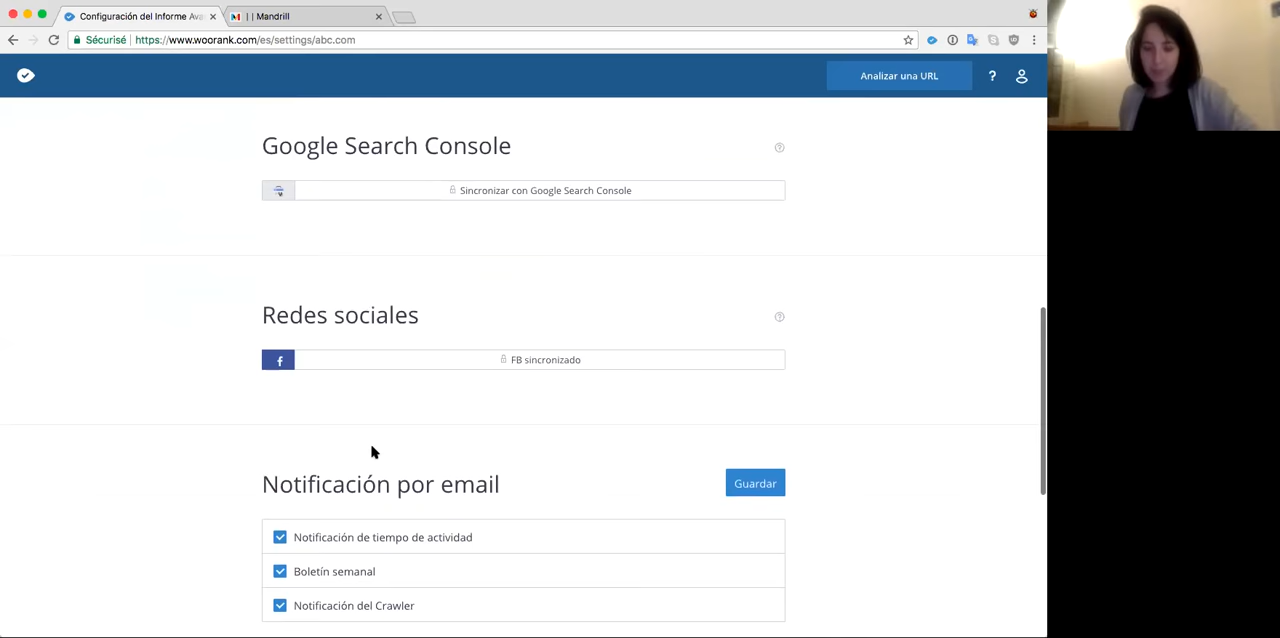 Configuración del Informe Ava
| | Mandrill
Sécurisé
https://www.woorank.com/es/settings/abc.com
Analizar una URL
?
Google Search Console
Sincronizar con Google Search Console
Redes sociales
f
FB sincronizado
Notificación por email
Guardar
Notificación de tiempo de actividad
Boletín semanal
Notificación del Crawler